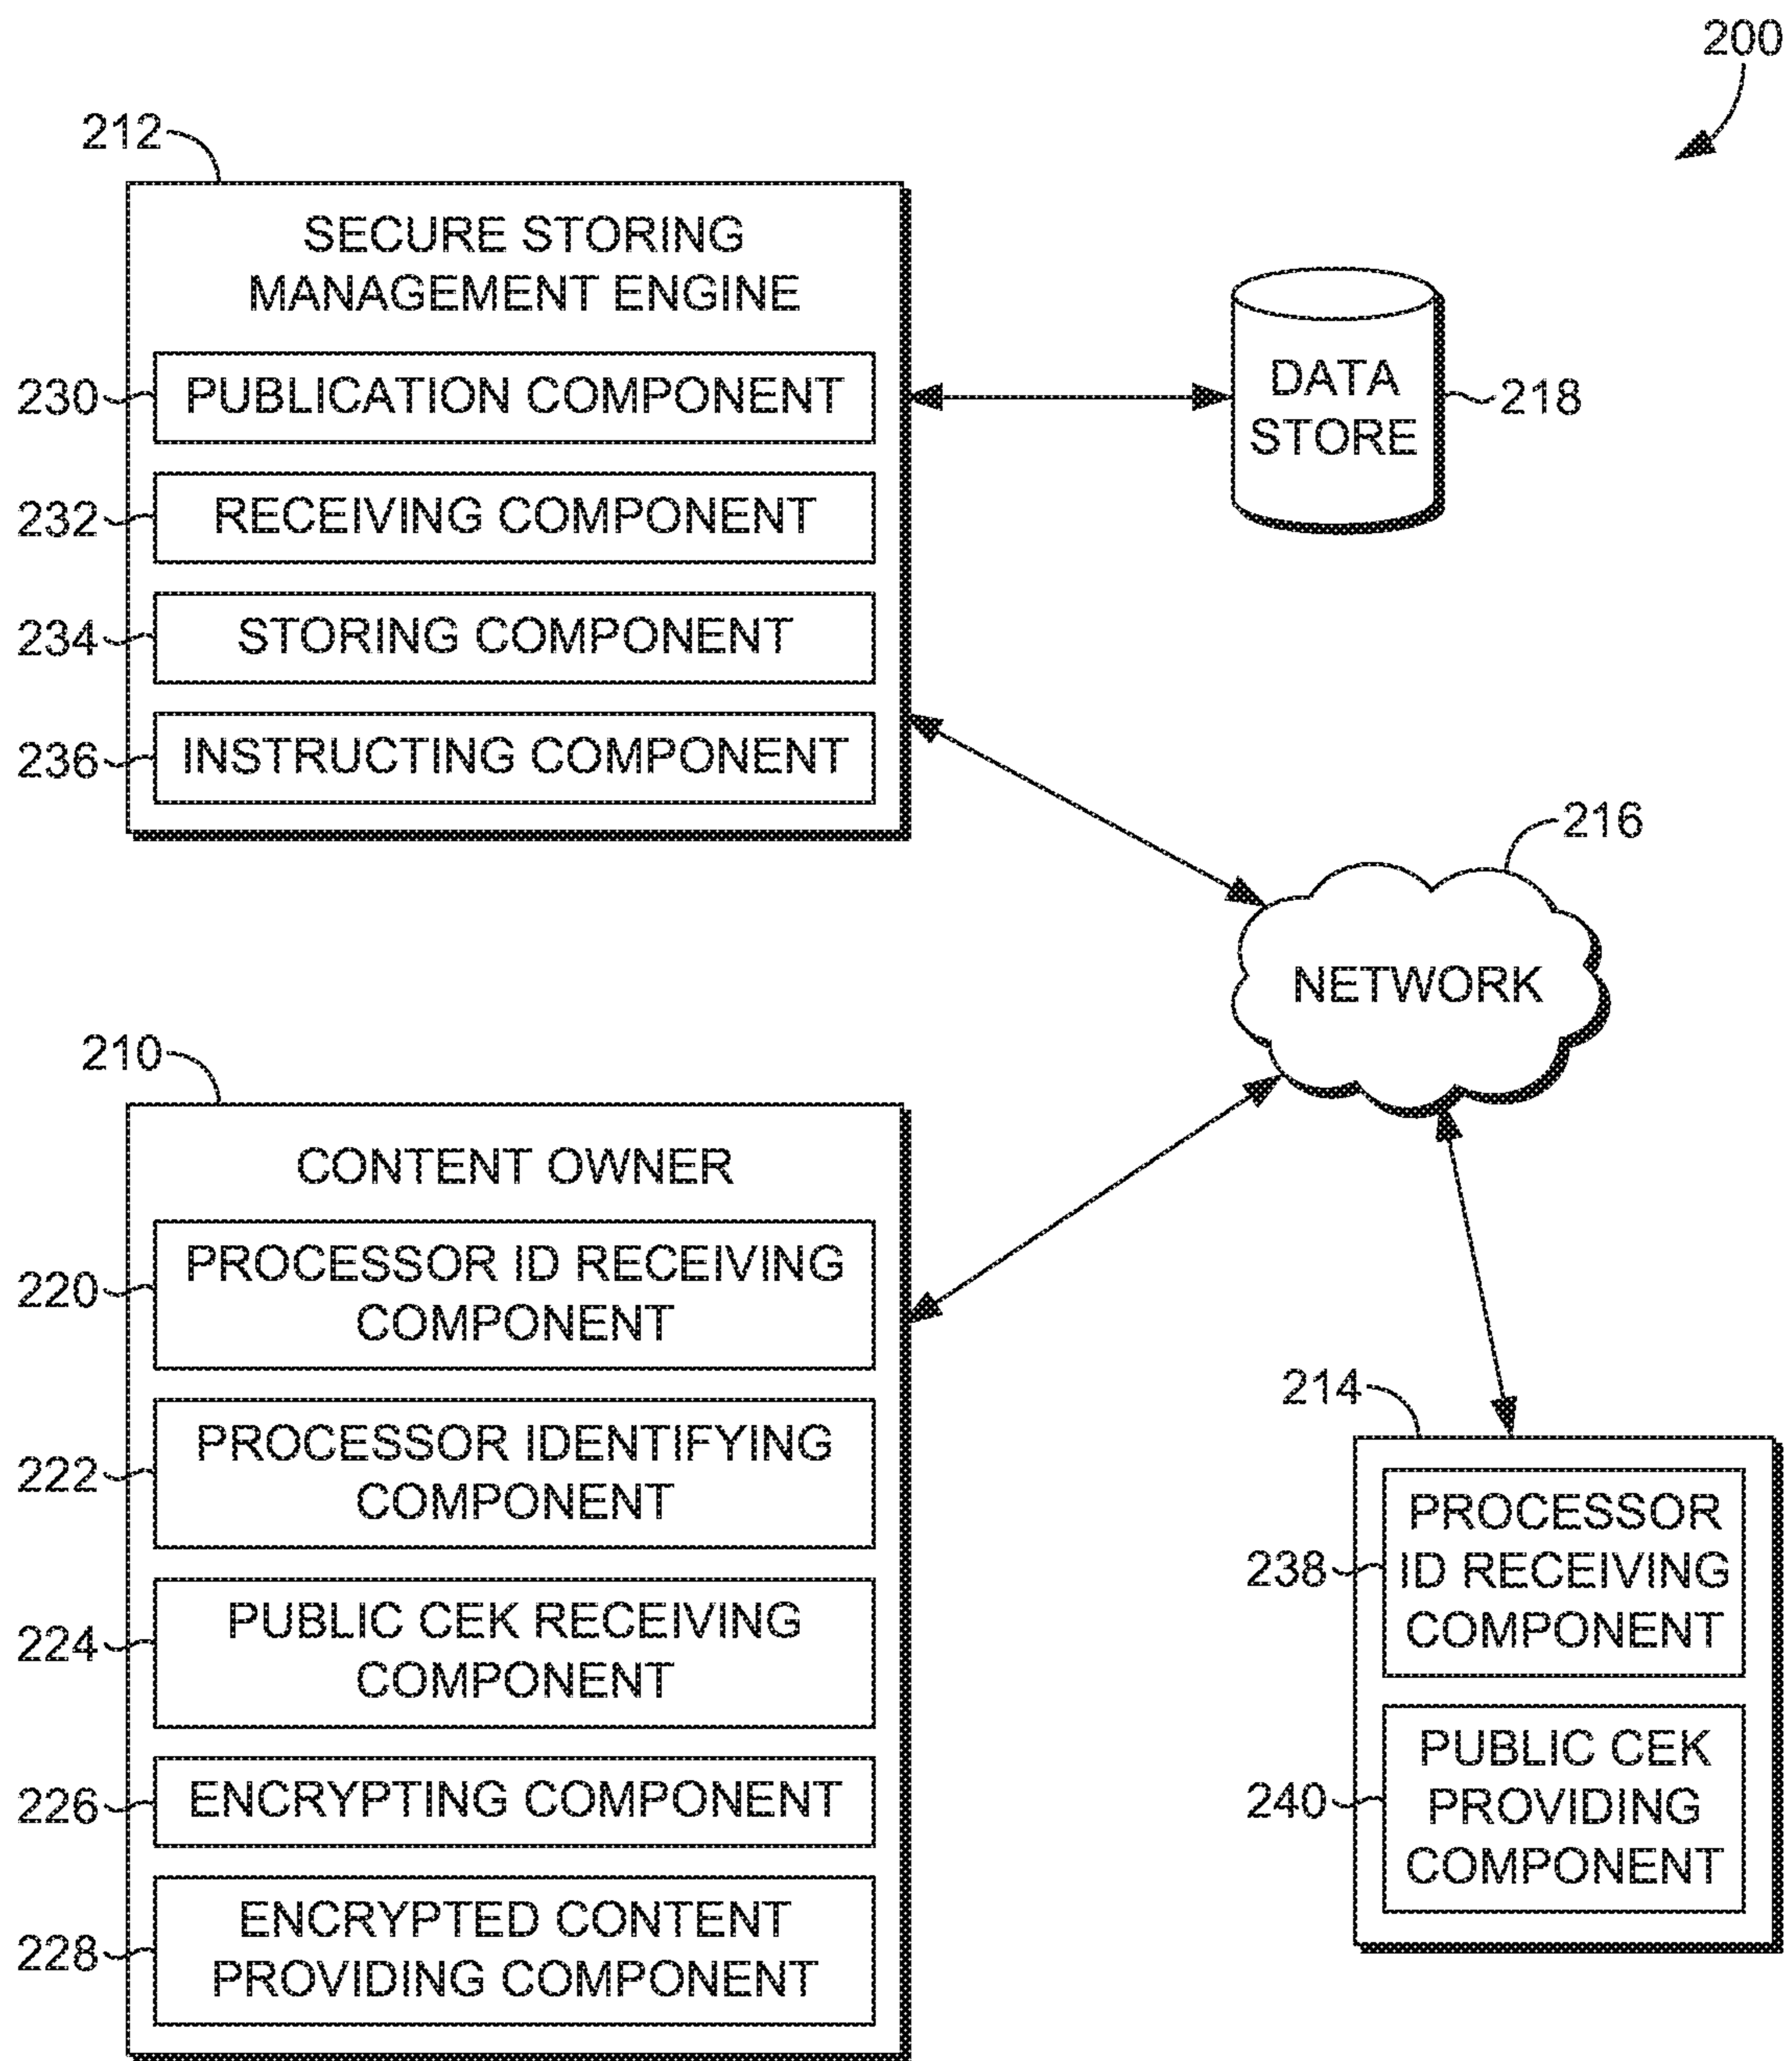 200
212
SECURE STORING
MANAGEMENT ENGINE
230
PUBLICATION COMPONENT
232
RECEIVING COMPONENT
234
STORING COMPONENT
236
INSTRUCTING COMPONENT
DATA
STORE
218
216
NETWORK
210
CONTENT OWNER
220
PROCESSOR ID RECEIVING
COMPONENT
222
PROCESSOR IDENTIFYING
COMPONENT
224
PUBLIC CEK RECEIVING
COMPONENT
226
ENCRYPTING COMPONENT
228
ENCRYPTED CONTENT
PROVIDING COMPONENT
214
238
PROCESSOR
ID RECEIVING
COMPONENT
240
PUBLIC CEK
PROVIDING
COMPONENT